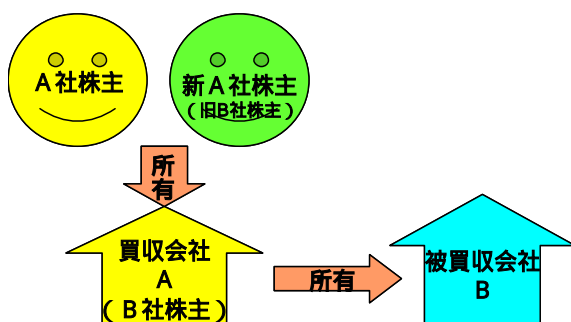 A社株主
新A社株主
（旧B社株主）
所
有
買収会社
A
（B社株主）
所有
被買収会社
B